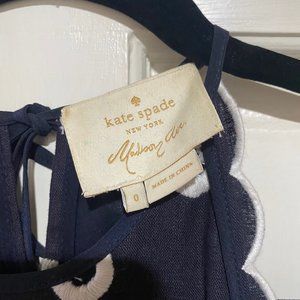 kate spade
NEW YORK
Madison Ave.
0
MADE IN CHINA